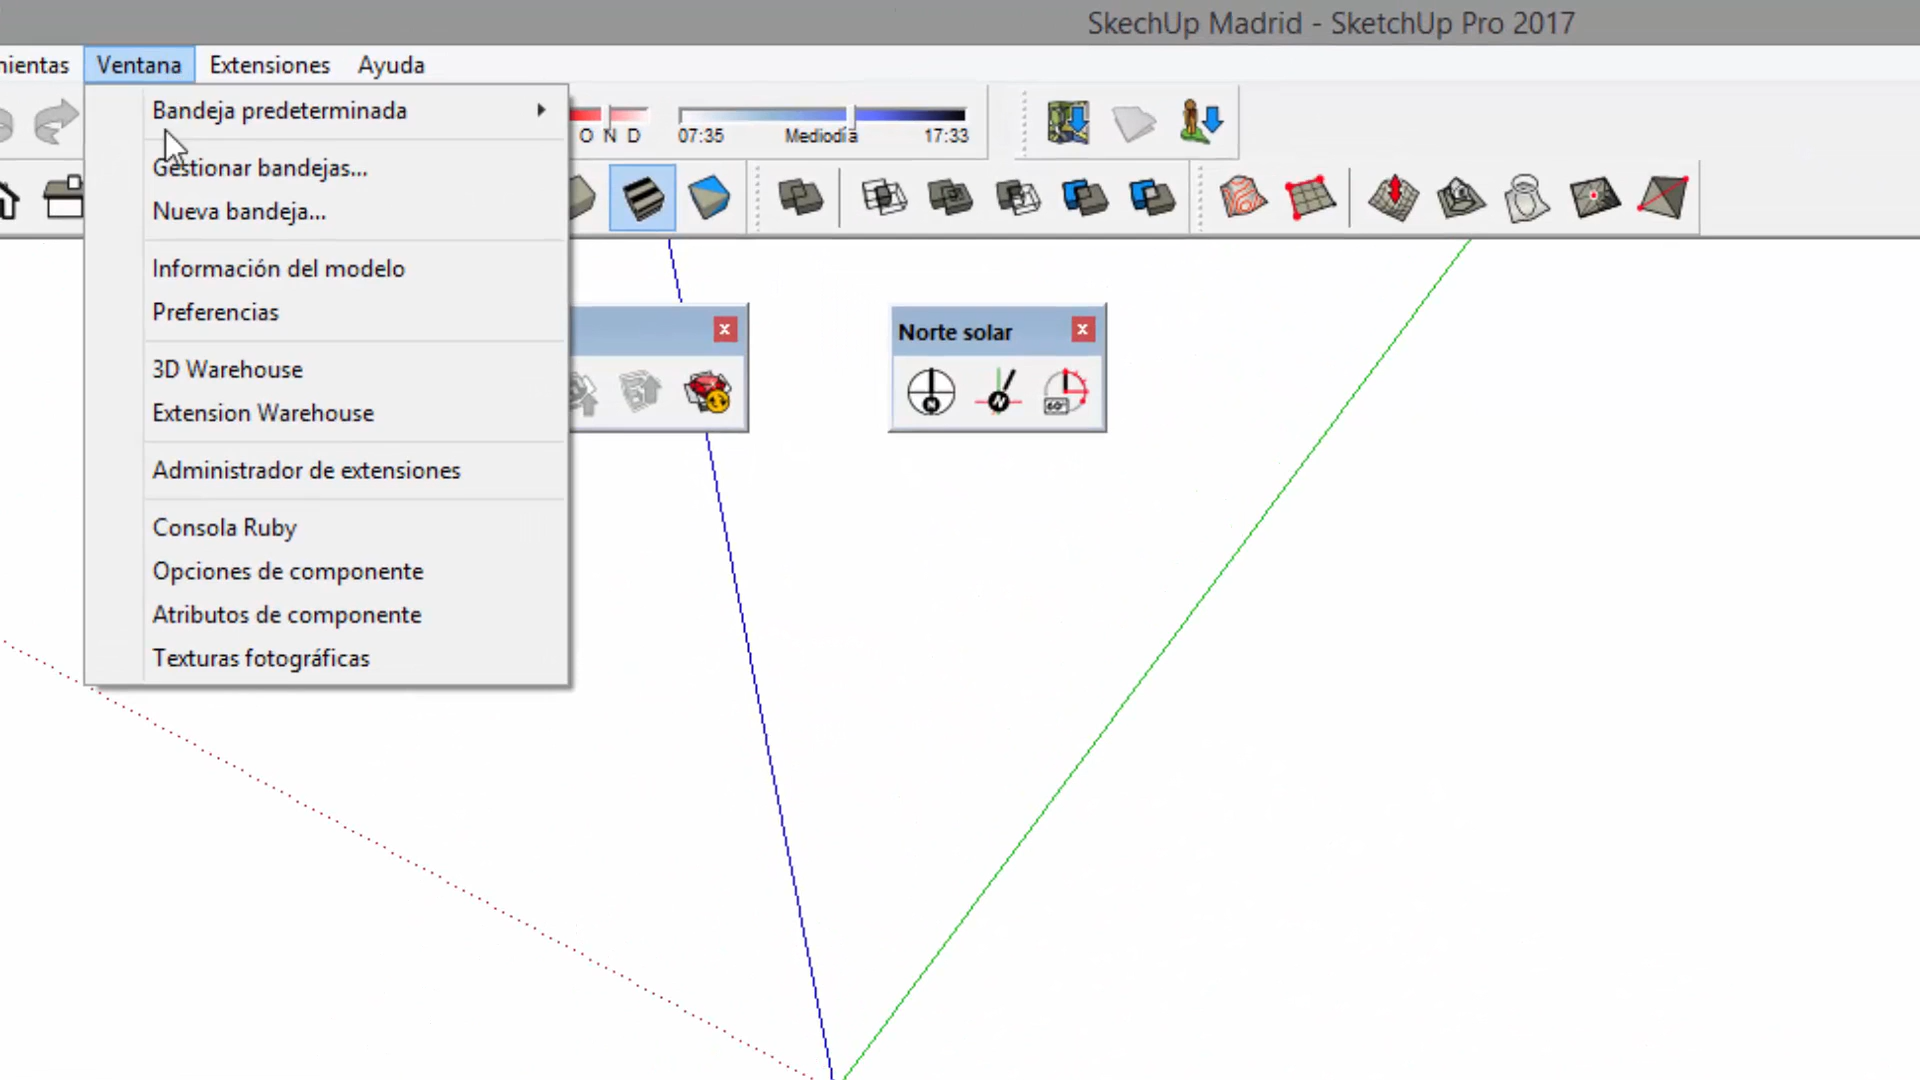 SkechUp Madrid - SketchUp Pro 2017
mientas Ventana Extensiones Ayuda
Bandeja predeterminada
Gestionar bandejas...
Nueva bandeja...
Información del modelo
Preferencias
3D Warehouse
Extension Warehouse
Administrador de extensiones
Consola Ruby
Opciones de componente
Atributos de componente
Texturas fotográficas
O N D
07:35 Mediodía 17:33
Norte solar
N
N
60°